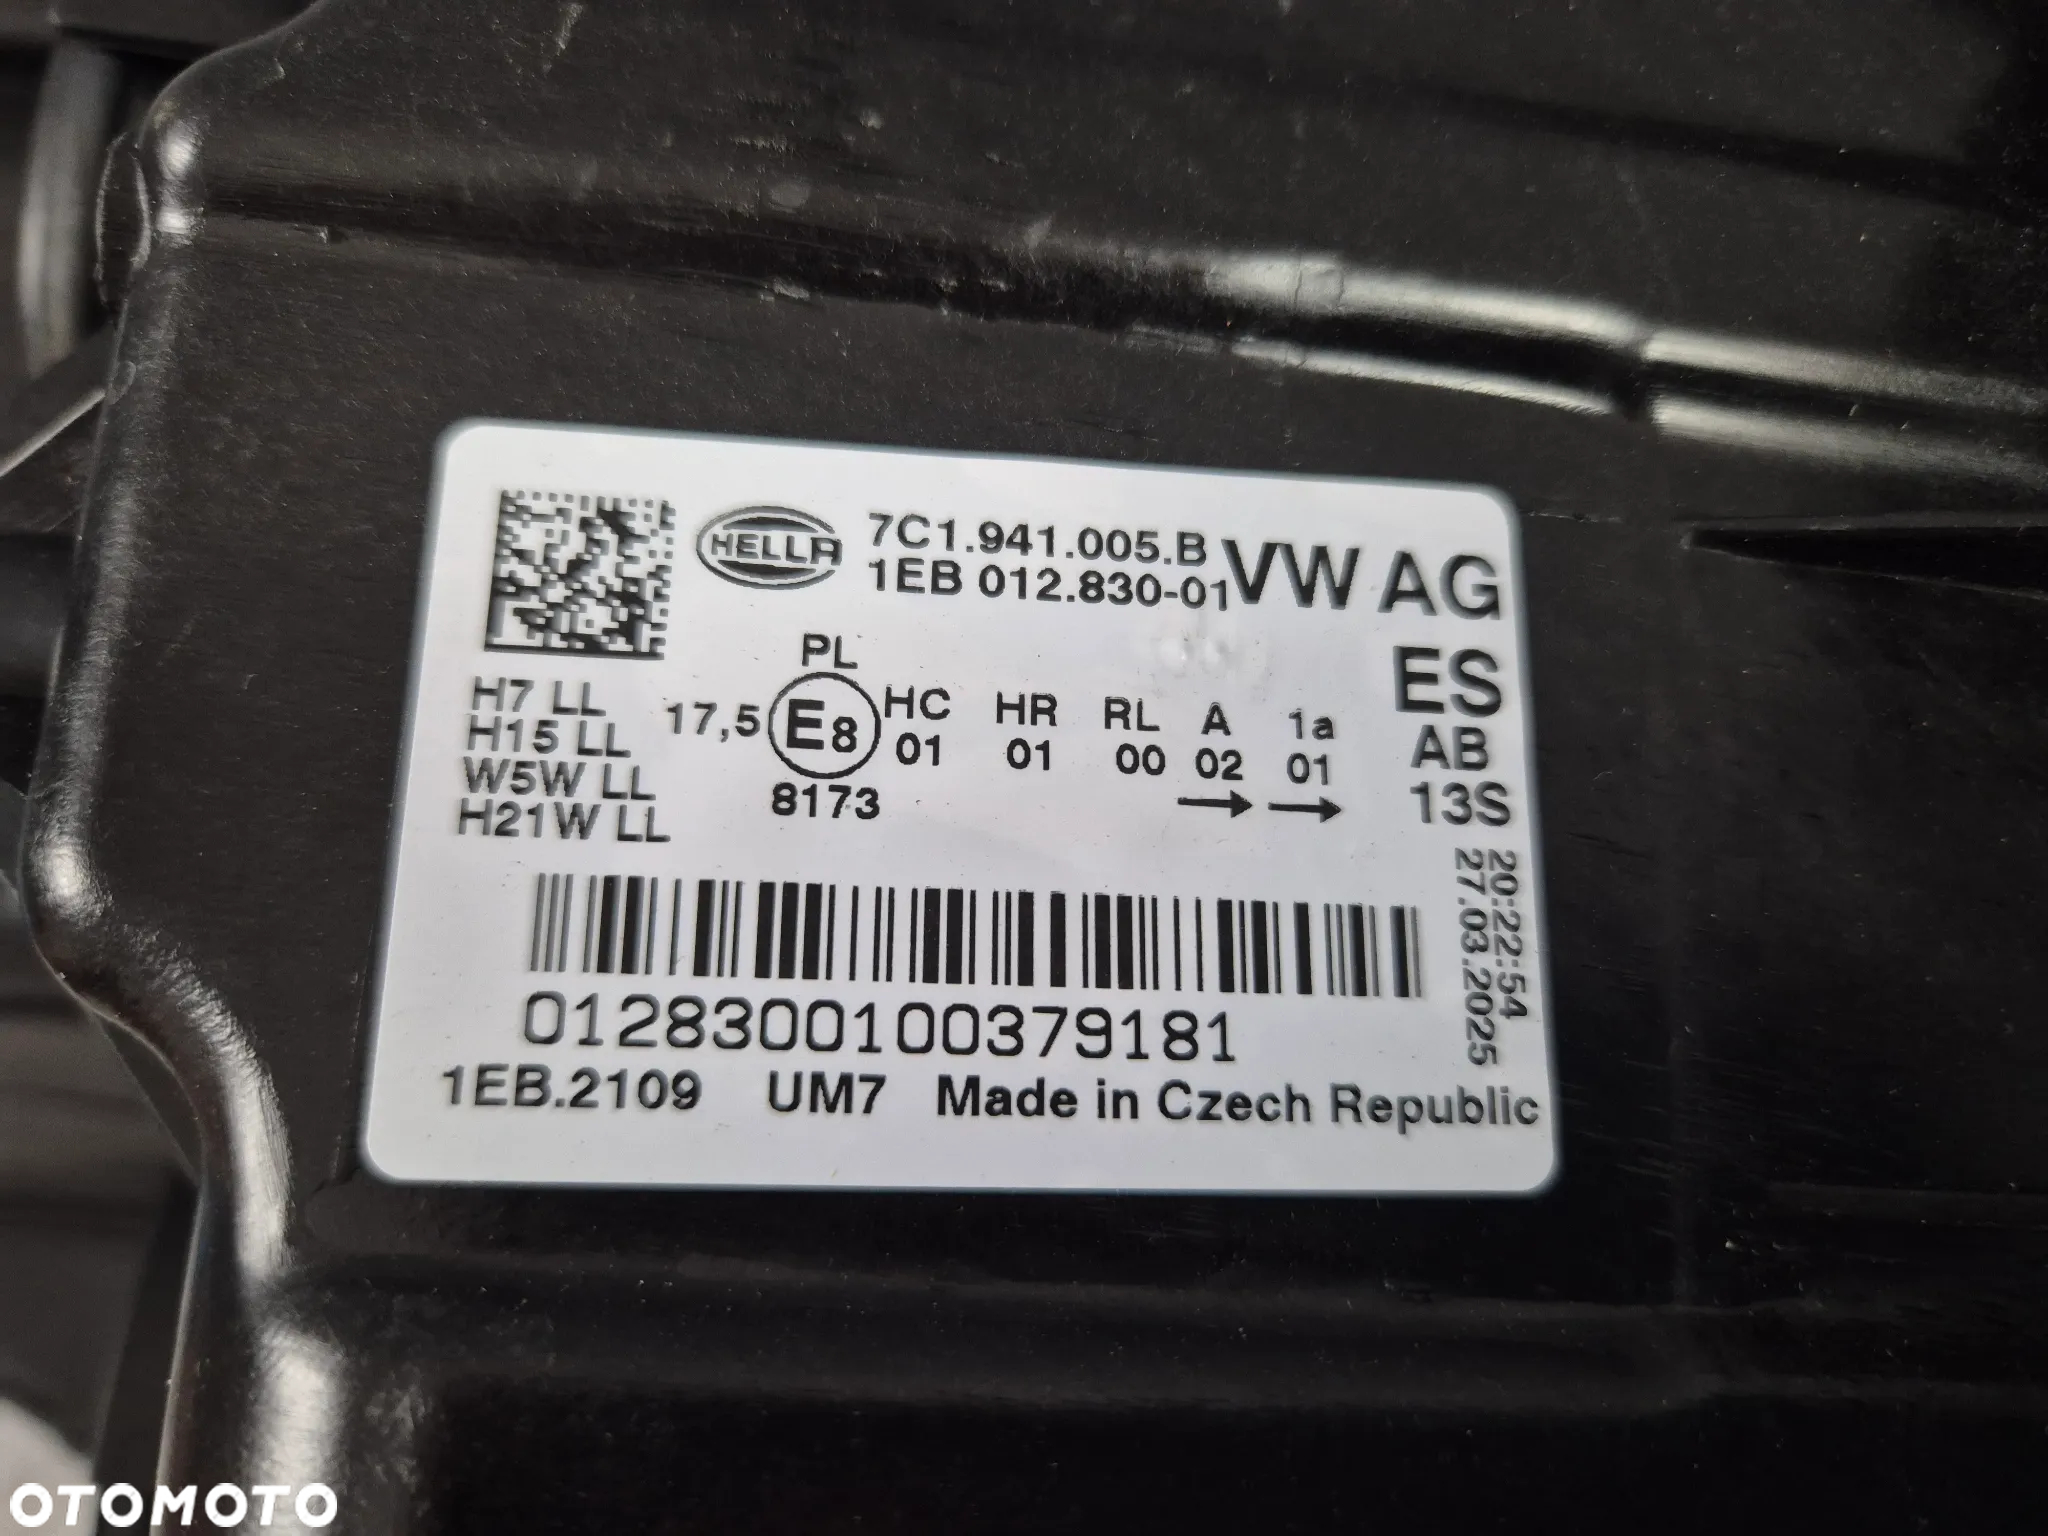 HELLA
7C1.941.005.B
1EB 012.830-01
VW AG
PL
ES
H7 LL
H15 LL
W5W LL
H21W LL
17,5
E8
8173
HC HR RL A 1a
01 01 00 02 01
AB
13S
20:22:54
27.03.2025
01283001 00379181
1EB.2109 UM7 Made in Czech Republic
OTOMOTO